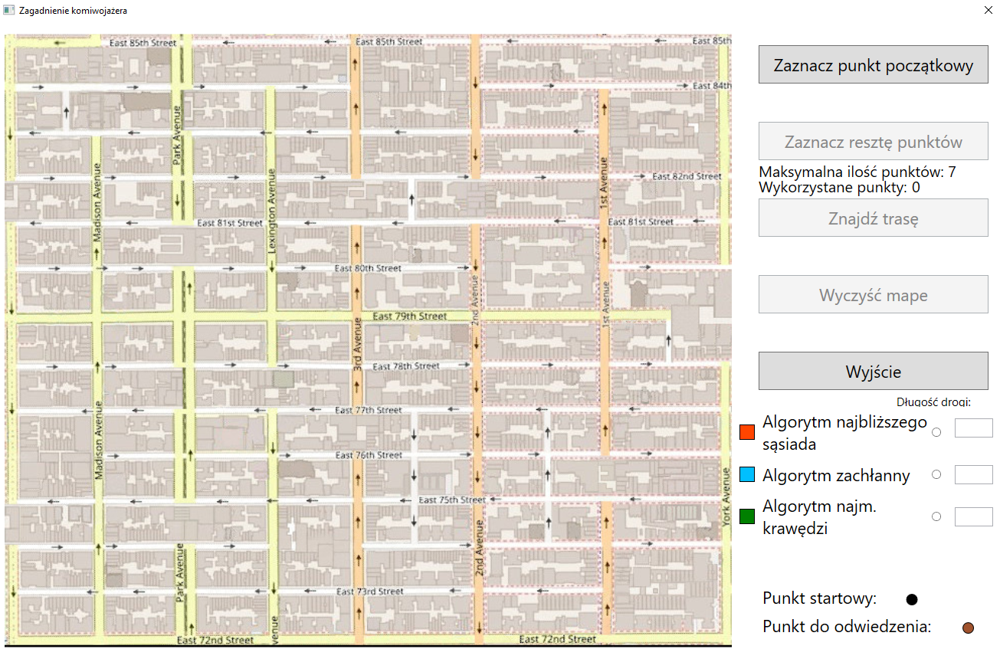 Zagadnienie komiwojażera
East 85th Street
East 85th Street
East 85th
East 84th
Park Avenue
Madison Avenue
Lexington Avenue
1st Avenue
East 82nd Street
East 81st Street
East 81st Street
East 80th Street
2nd Avenue
1st Avenue
East 79th Street
3rd Avenue
East 78th Street
East 77th Street
Madison Avenue
East 76th Street
East 75th Street
York Avenue
2nd Avenue
Park Avenue
East 73rd Street
venue
East 72nd Street
East 72nd Street
Zaznacz punkt początkowy
Zaznacz resztę punktów
Maksymalna ilość punktów: 7
Wykorzystane punkty: 0
Znajdź trasę
Wyczyść mape
Wyjście
Długość drogi:
Algorytm najbliższego
sąsiada
Algorytm zachłanny
Algorytm najm.
krawędzi
Punkt startowy:
Punkt do odwiedzenia: